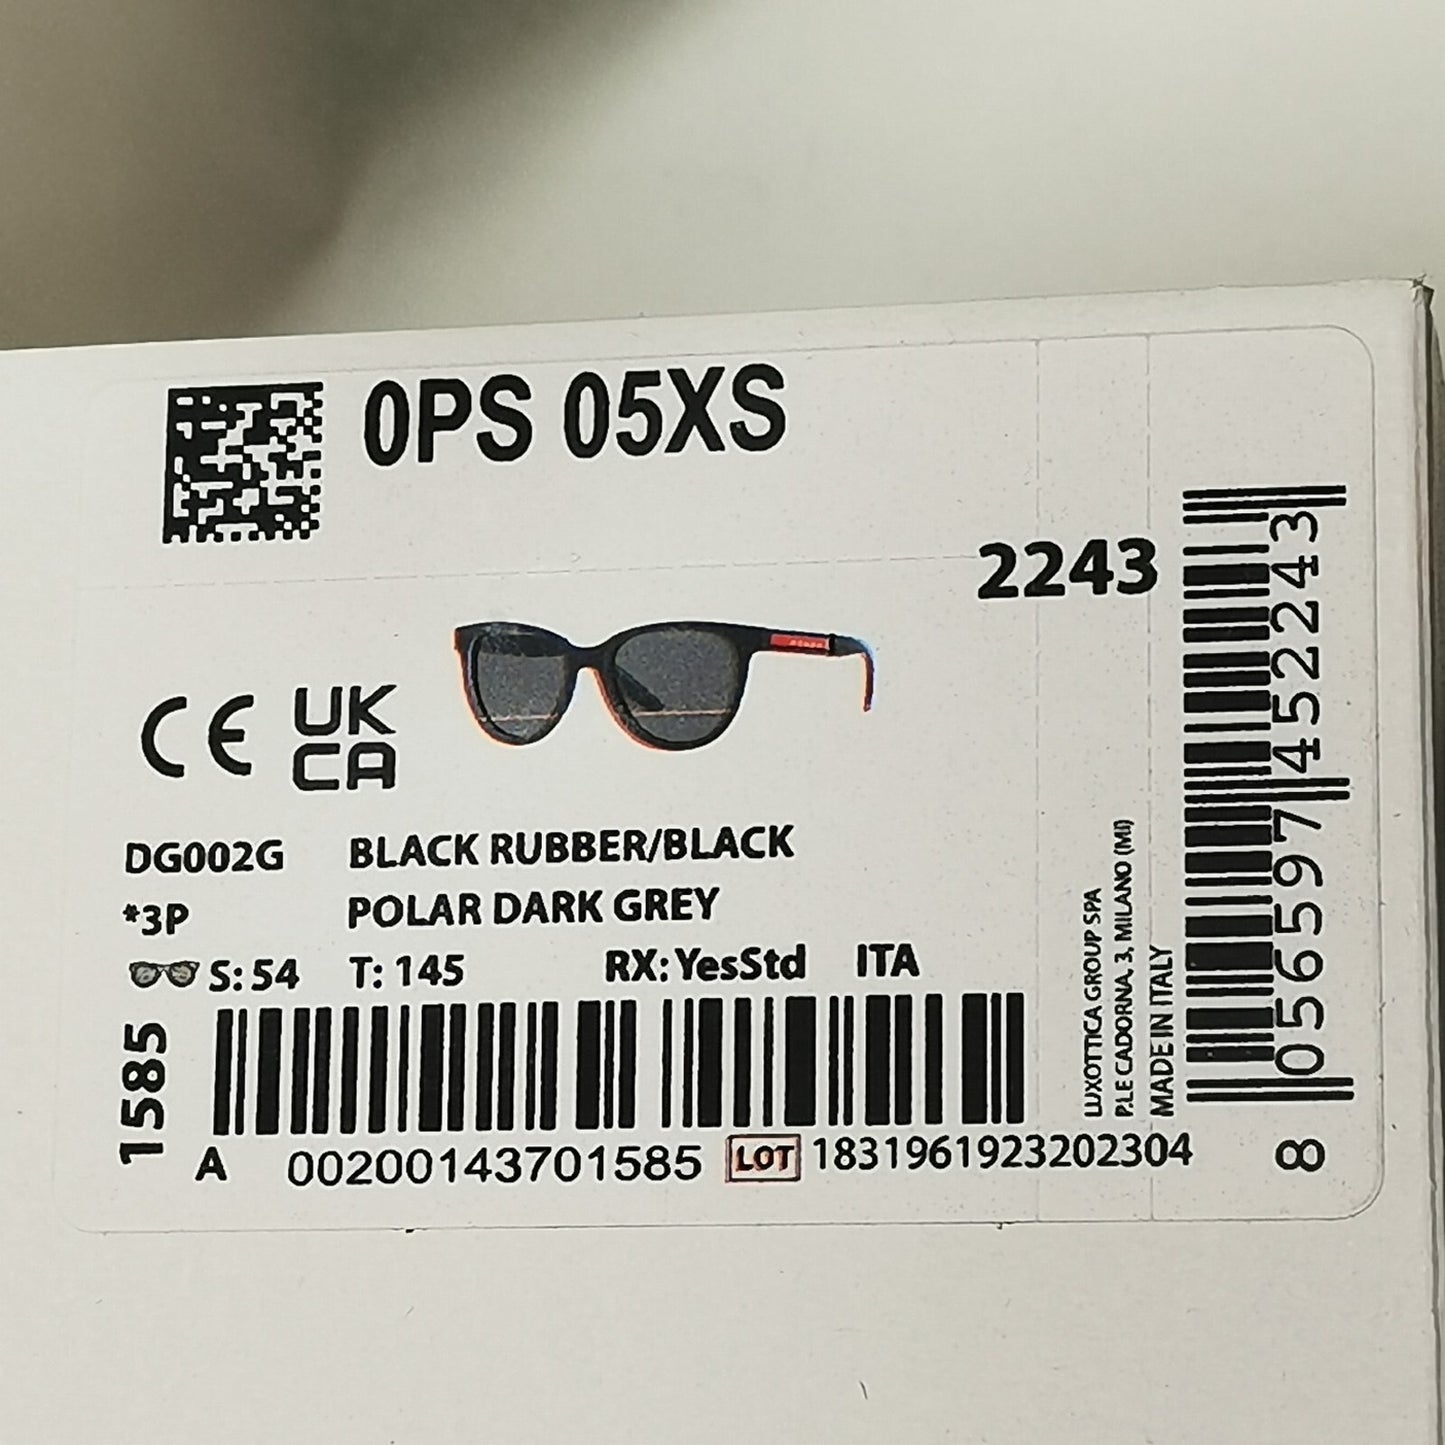 0PS 05XS
2243
CE
UK
CA
DG002G BLACK RUBBER/BLACK
*3P POLAR DARK GREY
S: 54 T: 145 RX: YesStd ITA
1585
A 00200143701585 LOT 1831961923202304
LUXOTTICA GROUP SPA
P.LE CADORNA, 3, MILANO (MI)
MADE IN ITALY
8 056597 452243